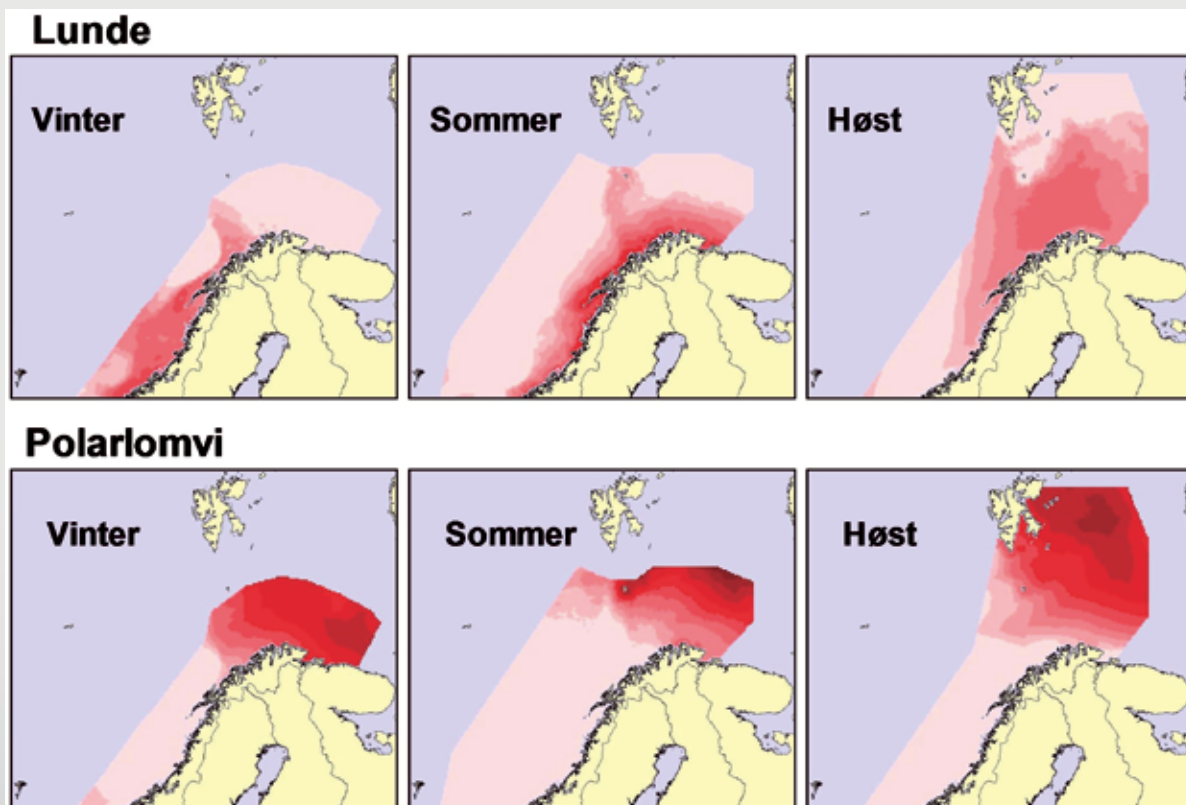 Lunde
Vinter
Sommer
Høst
Polarlomvi
Vinter
Sommer
Høst